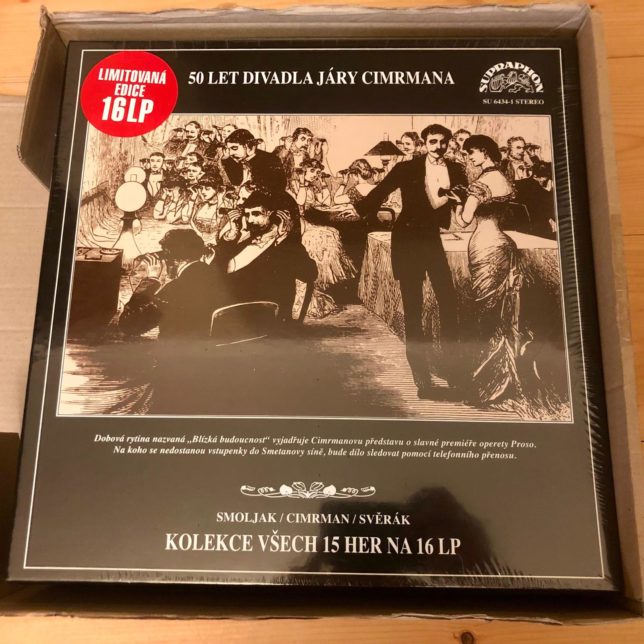 LIMITOVANÁ
EDICE
16LP
50 LET DIVADLA JÁRY CIMRMANA
SUPRAPHON
SU 6434-1 STEREO
Dobová rytina nazvaná „Blízká budoucnost“ vyjadřuje Cimrmanovu představu o slavné premiéře operety Proso.
Na koho se nedostanou vstupenky do Smetanovy síně, bude dílo sledovat pomocí telefonního přenosu.
SMOLJAK / CIMRMAN / SVĚRÁK
KOLEKCE VŠECH 15 HER NA 16 LP